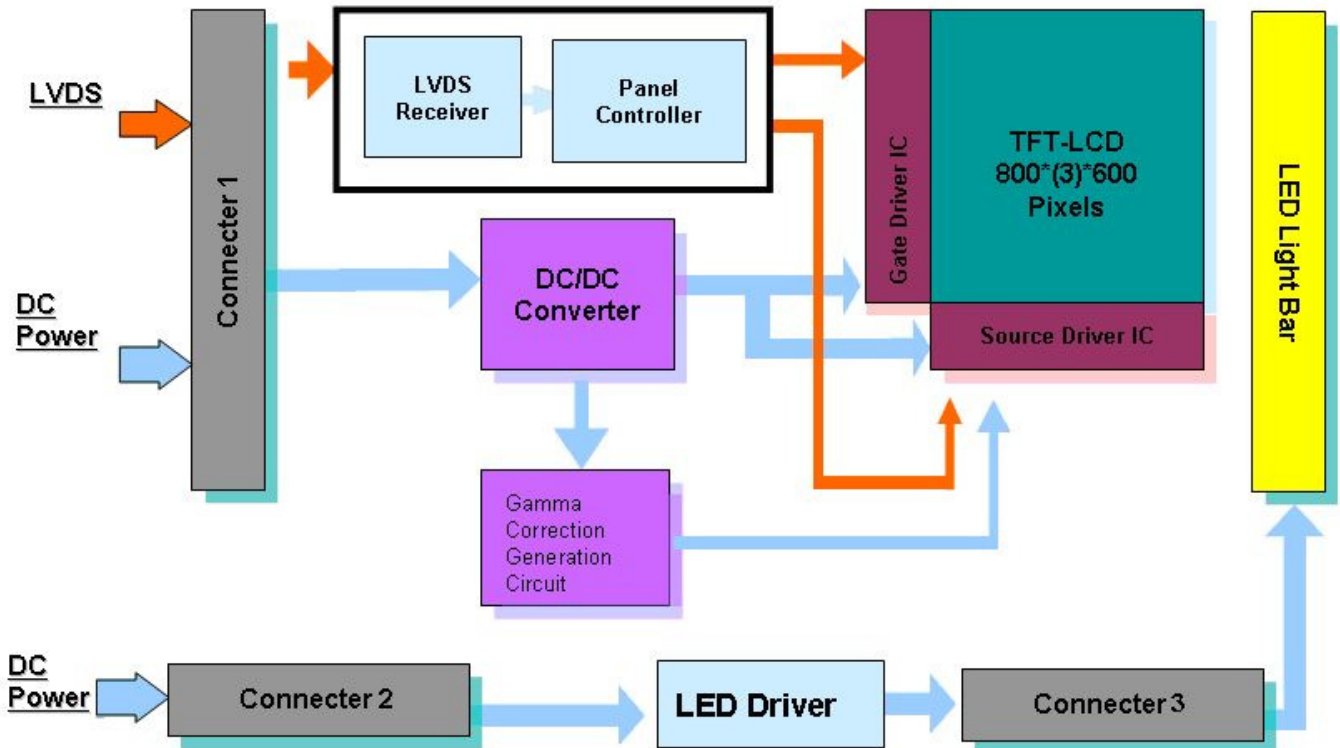 LVDS
DC
Power
Connecter 1
LVDS
Receiver
Panel
Controller
DC/DC
Converter
Gamma
Correction
Generation
Circuit
Gate Driver IC
TFT-LCD
800*(3)*600
Pixels
Source Driver IC
LED Light Bar
DC
Power
Connecter 2
LED Driver
Connecter 3